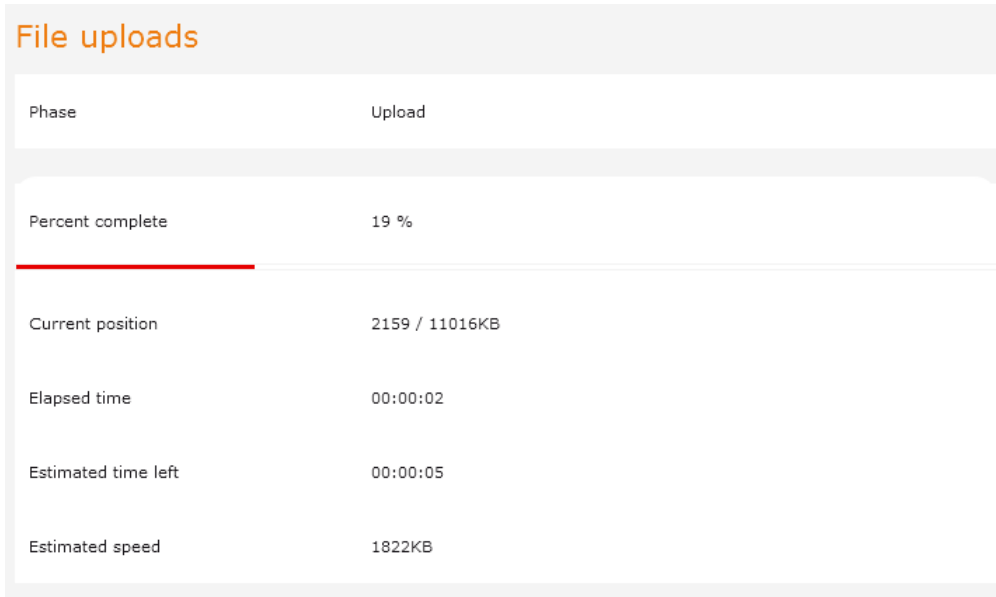 File uploads
Phase Upload
Percent complete 19 %
Current position 2159 / 11016KB
Elapsed time 00:00:02
Estimated time left 00:00:05
Estimated speed 1822KB